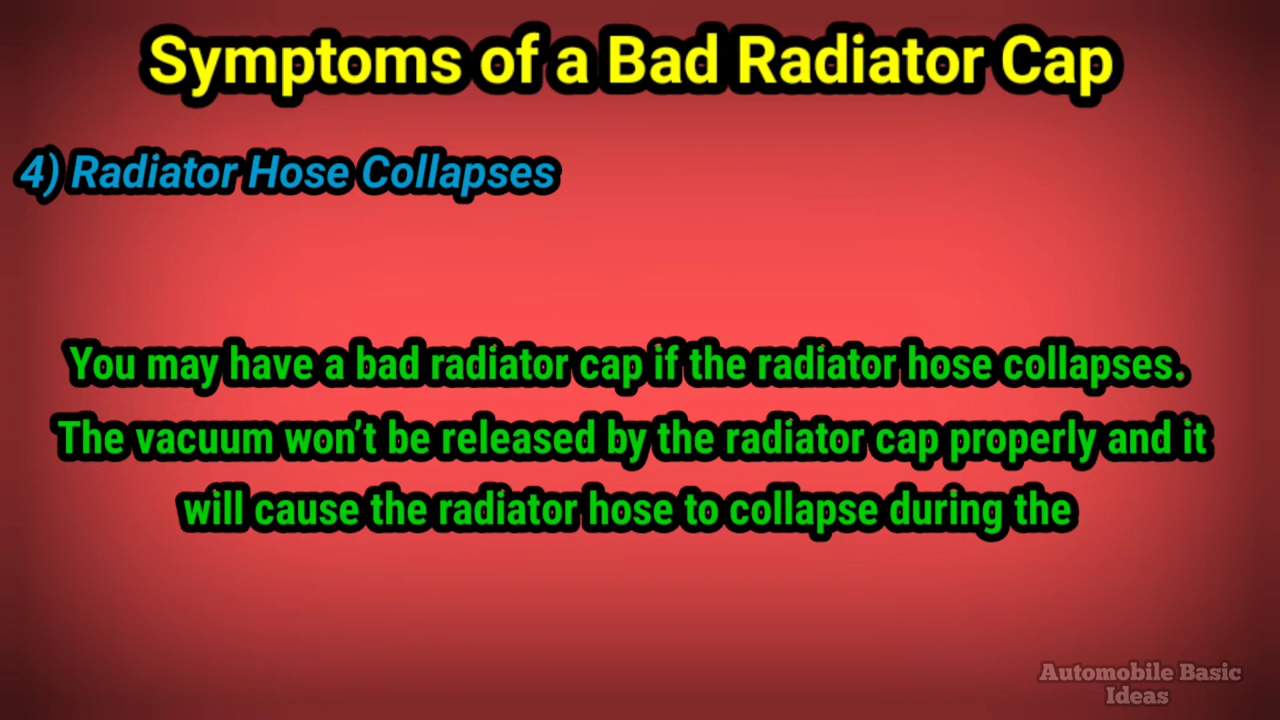 Symptoms of a Bad Radiator Cap
4) Radiator Hose Collapses
You may have a bad radiator cap if the radiator hose collapses.
The vacuum won’t be released by the radiator cap properly and it
will cause the radiator hose to collapse during the
Automobile Basic
Ideas